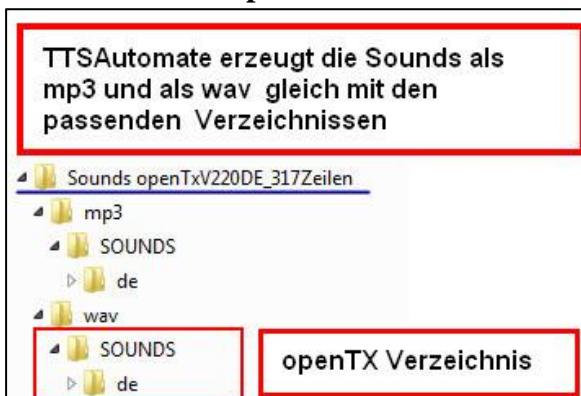 TTSAutomate erzeugt die Sounds als
mp3 und als wav gleich mit den
passenden Verzeichnissen
Sounds openTxV220DE_317Zeilen
mp3
SOUNDS
de
wav
SOUNDS
de
openTX Verzeichnis